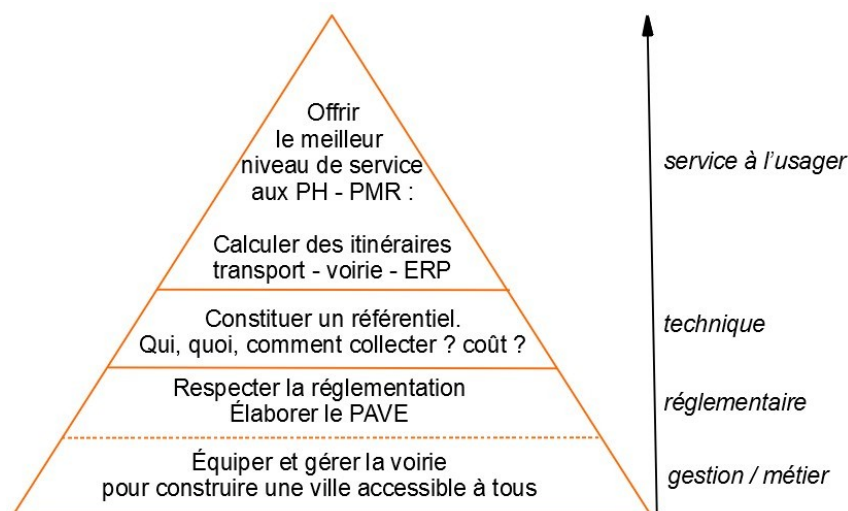 Offrir
le meilleur
niveau de service
aux PH - PMR :
Calculer des itinéraires
transport - voirie - ERP
service à l'usager
Constituer un référentiel.
Qui, quoi, comment collecter ? coût ?
technique
Respecter la réglementation
Élaborer le PAVE
réglementaire
Équiper et gérer la voirie
pour construire une ville accessible à tous
gestion / métier